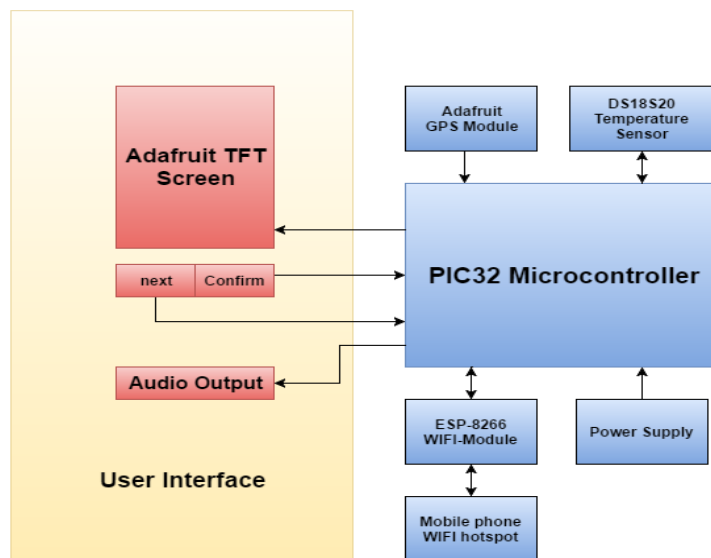 Adafruit TFT
Screen
next
Confirm
Audio Output
User Interface
Adafruit
GPS Module
DS18S20
Temperature
Sensor
PIC32 Microcontroller
ESP-8266
WIFI-Module
Power Supply
Mobile phone
WIFI hotspot